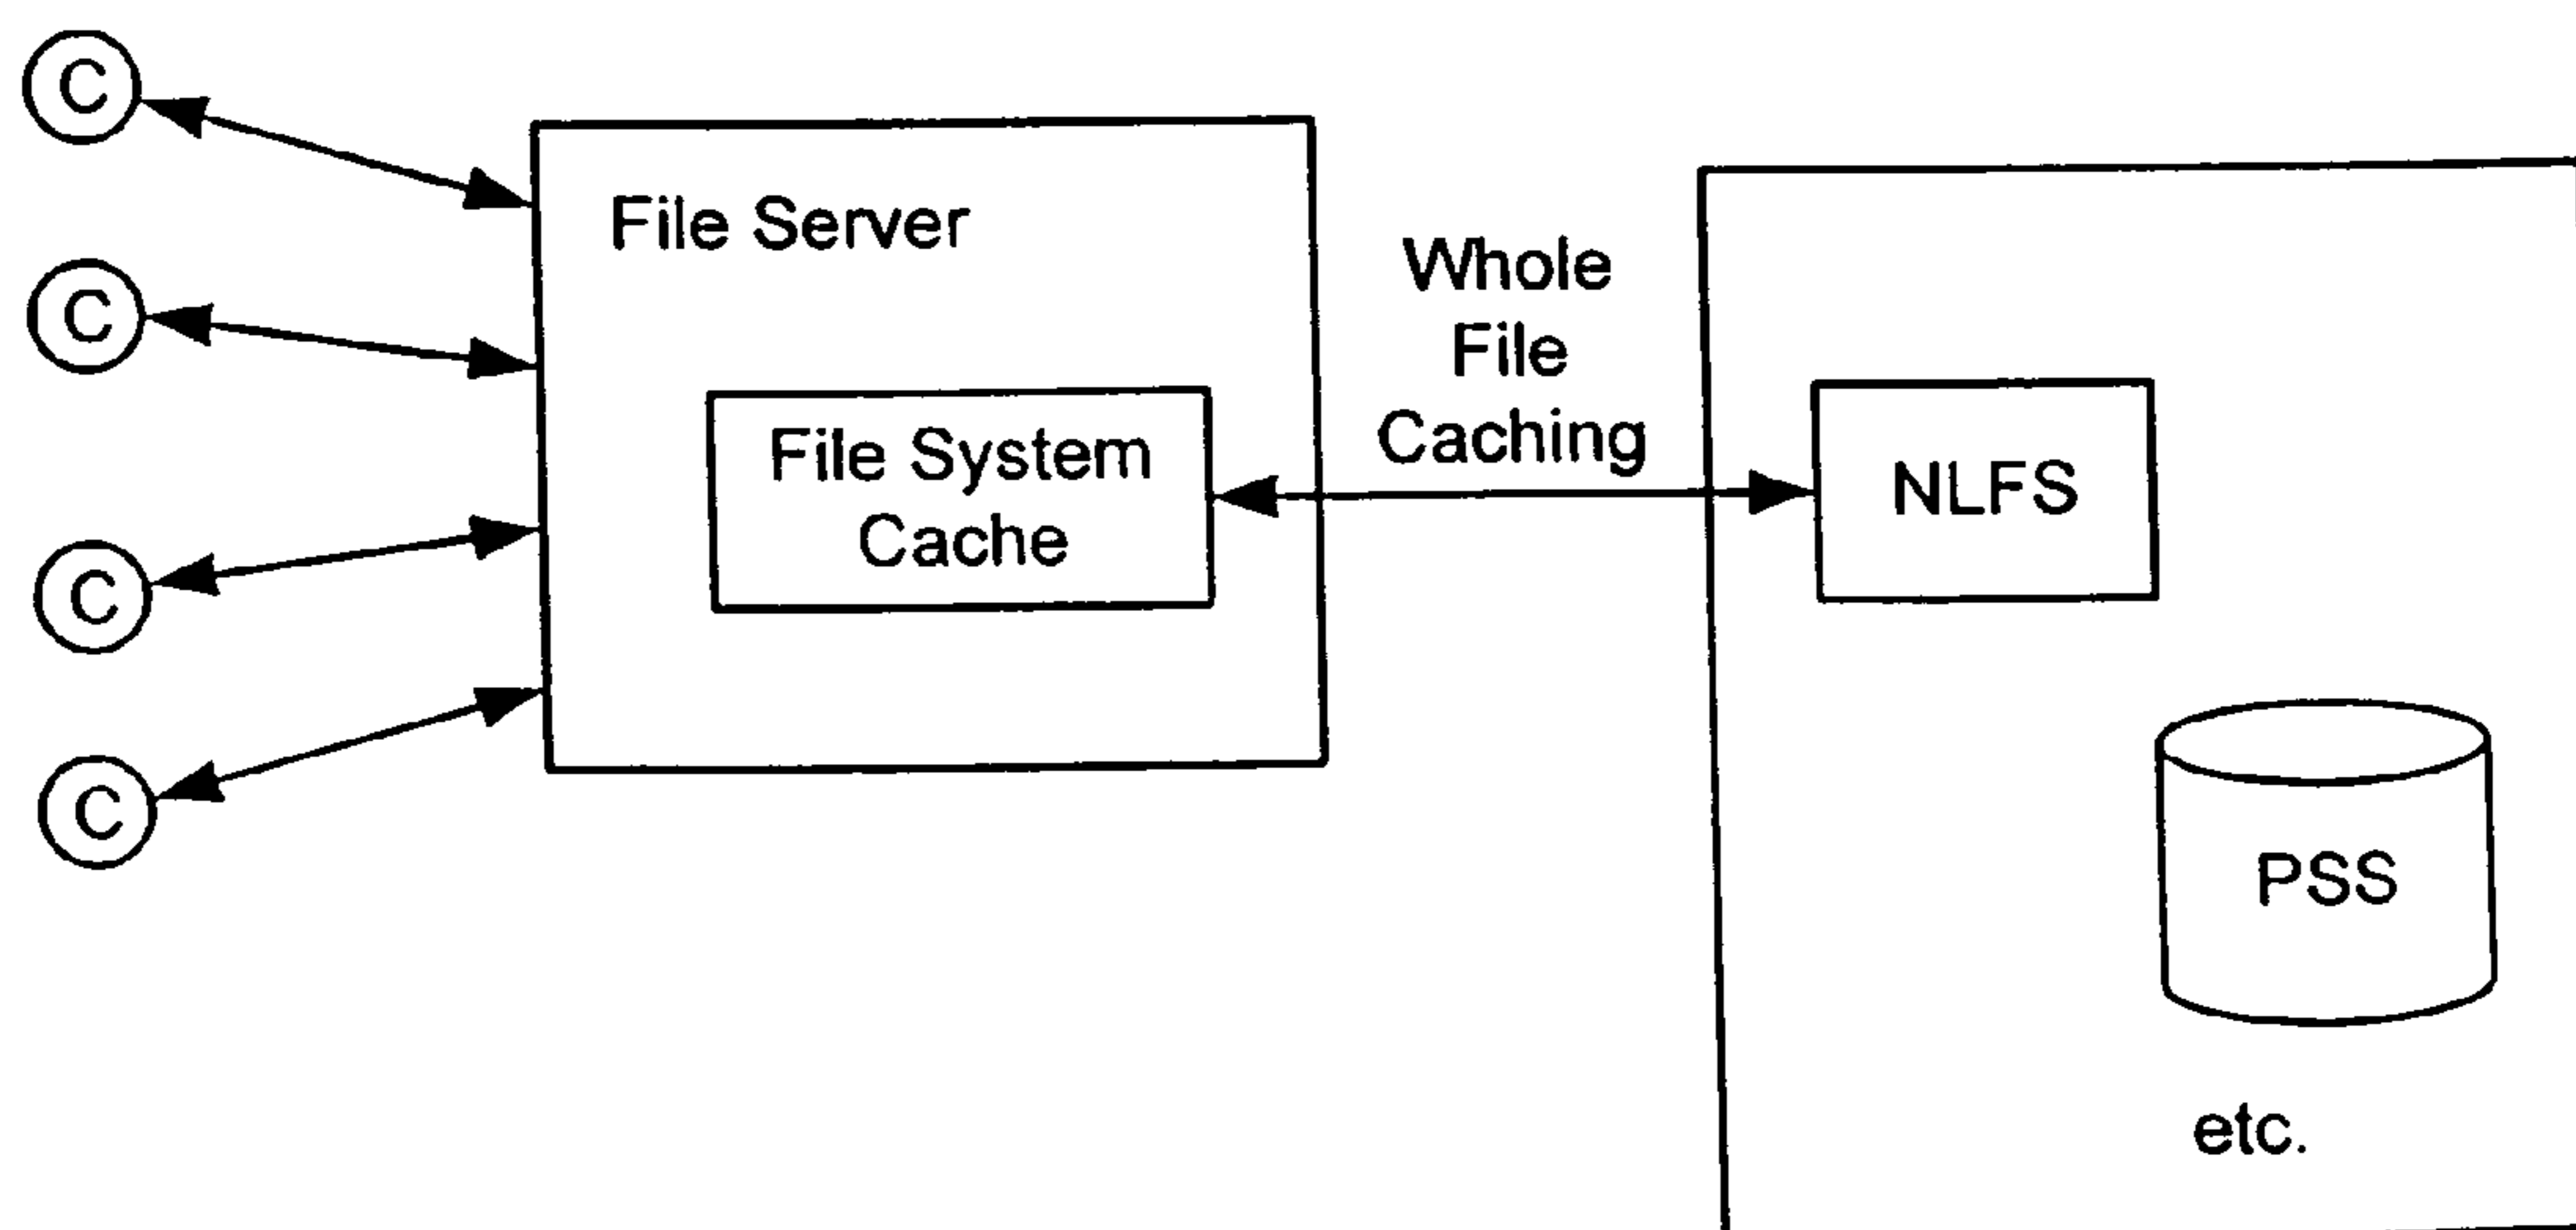 C
C
C
C
File Server
File System
Cache
Whole
File
Caching
NLFS
PSS
etc.